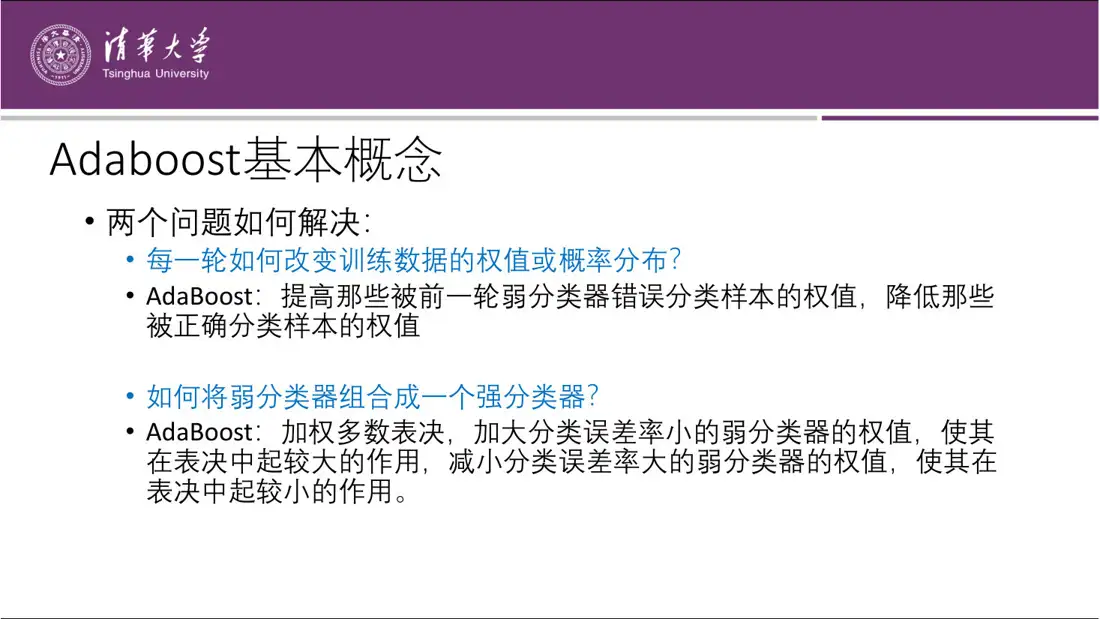 清华大学
Tsinghua University
Adaboost基本概念
• 两个问题如何解决：
• 每一轮如何改变训练数据的权值或概率分布？
• AdaBoost：提高那些被前一轮弱分类器错误分类样本的权值，降低那些
被正确分类样本的权值
• 如何将弱分类器组合成一个强分类器？
• AdaBoost：加权多数表决，加大分类误差率小的弱分类器的权值，使其
在表决中起较大的作用，减小分类误差率大的弱分类器的权值，使其在
表决中起较小的作用。